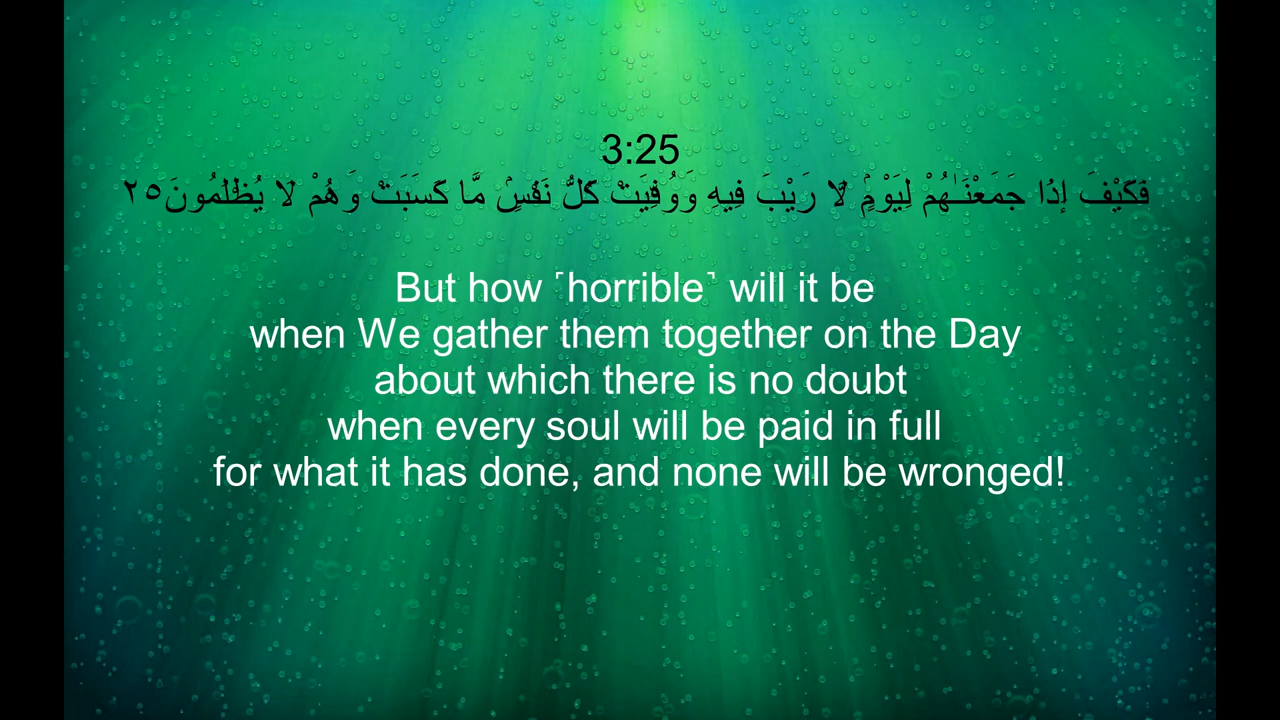 3:25
فَكَيْفَ إِذَا جَمَعْنَـٰهُمْ لِيَوْمٍۢ لَّا رَيْبَ فِيهِ وَوُفِّيَتْ كُلُّ نَفْسٍۢ مَّا كَسَبَتْ وَهُمْ لَا يُظْلَمُونَ٢٥
But how ˹horrible˺ will it be
when We gather them together on the Day
about which there is no doubt
when every soul will be paid in full
for what it has done, and none will be wronged!